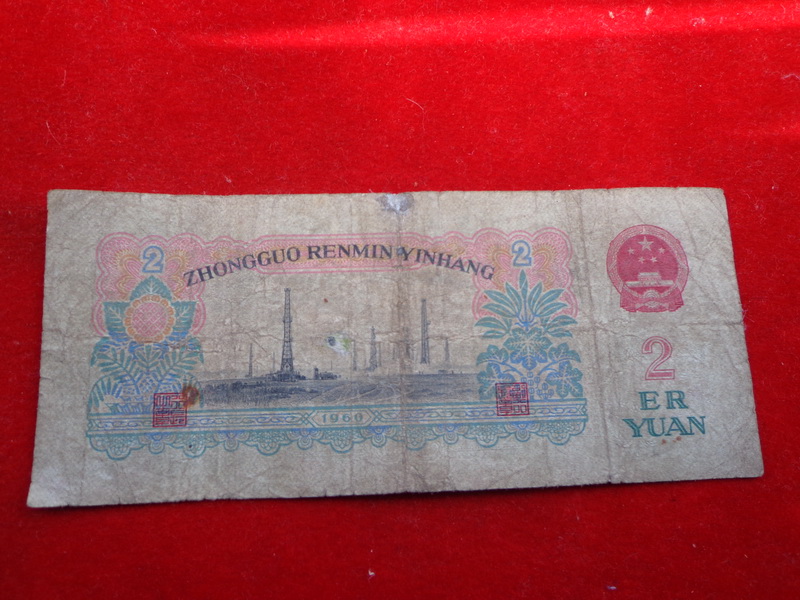 2
2
ZHONGGUO RENMIN YINHANG
1960
2
ER
YUAN